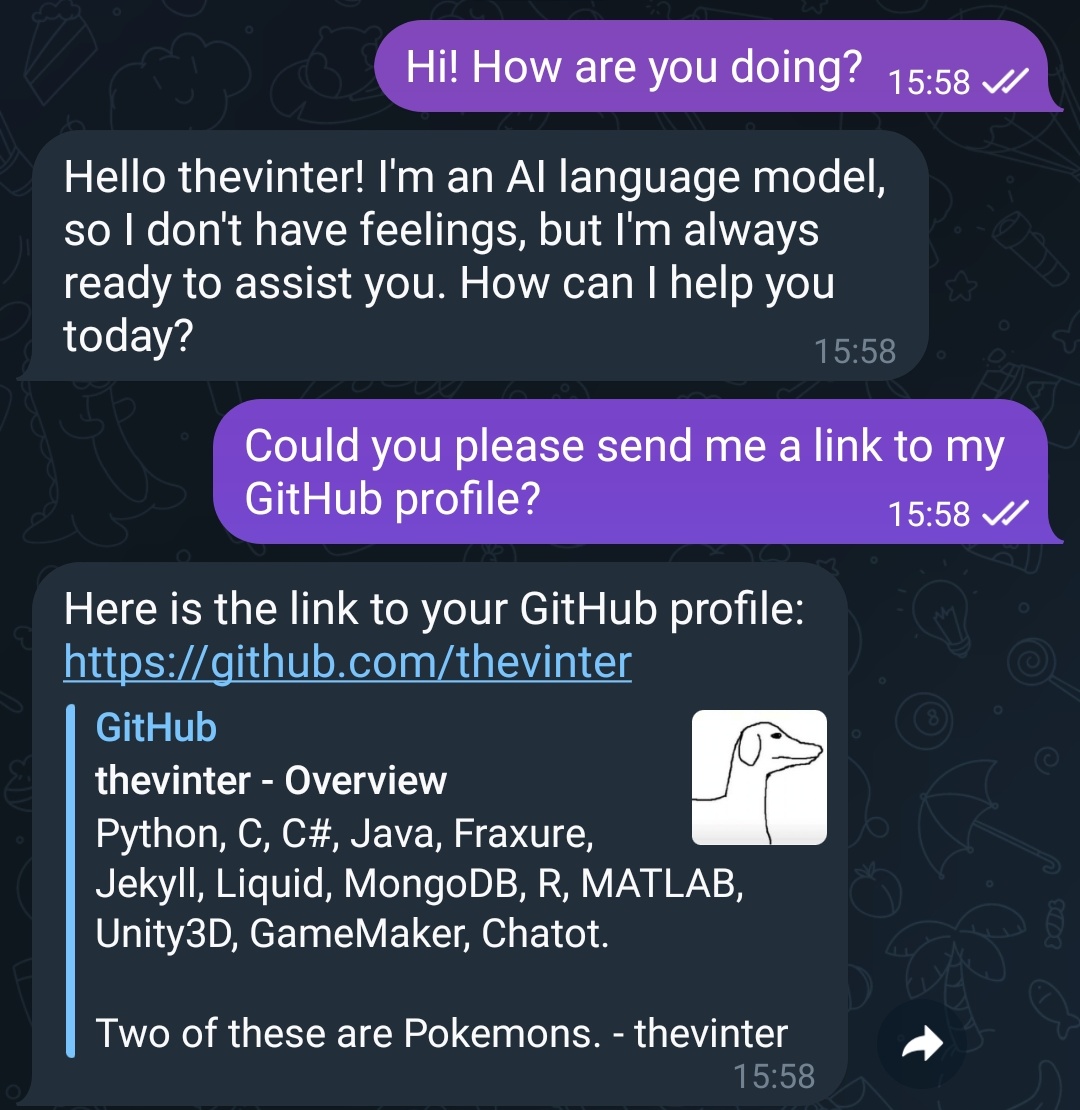 Hi! How are you doing? 15:58
Hello thevinter! I'm an AI language model,
so I don't have feelings, but I'm always
ready to assist you. How can I help you
today?
15:58
Could you please send me a link to my
GitHub profile?
15:58
Here is the link to your GitHub profile:
https://github.com/thevinter
GitHub
thevinter - Overview
Python, C, C#, Java, Fraxure,
Jekyll, Liquid, MongoDB, R, MATLAB,
Unity3D, GameMaker, Chatot.
Two of these are Pokemons. - thevinter
15:58